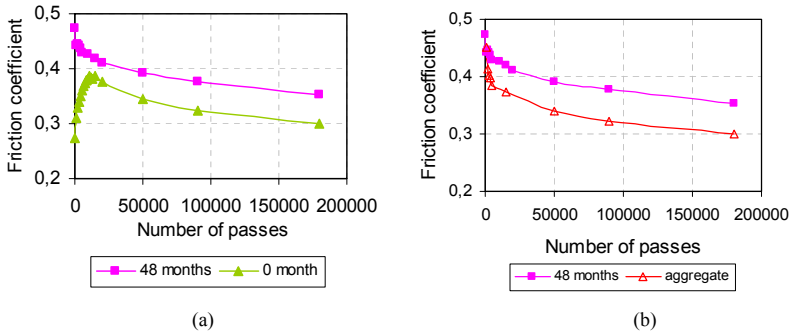 0,5
0,4
0,3
0,2
Friction coefficient
0 50000 100000 150000 200000
Number of passes
48 months 0 month
(a)
0,5
0,4
0,3
0,2
Friction coefficient
0 50000 100000 150000 200000
Number of passes
48 months aggregate
(b)